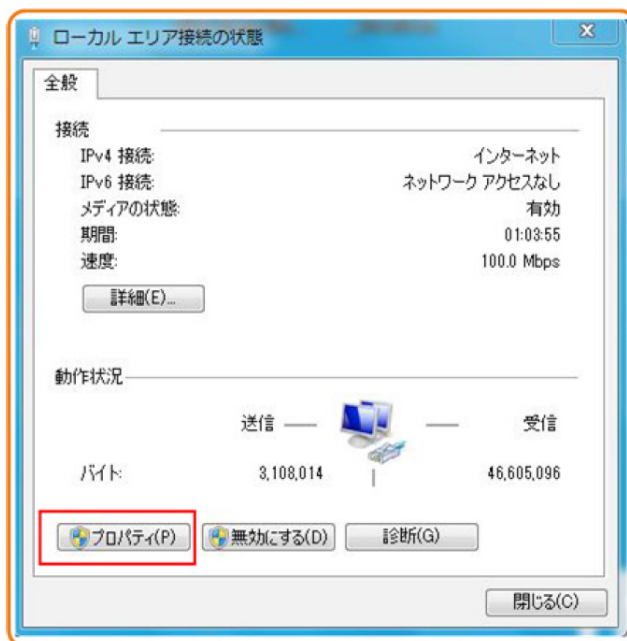 ローカル エリア接続の状態
全般
接続
IPv4 接続: インターネット
IPv6 接続: ネットワーク アクセスなし
メディアの状態: 有効
期間: 01:03:55
速度: 100.0 Mbps
詳細(E)...
動作状況
送信 受信
バイト: 3,108,014 46,605,096
プロパティ(P) 無効にする(D) 診断(G)
閉じる(C)